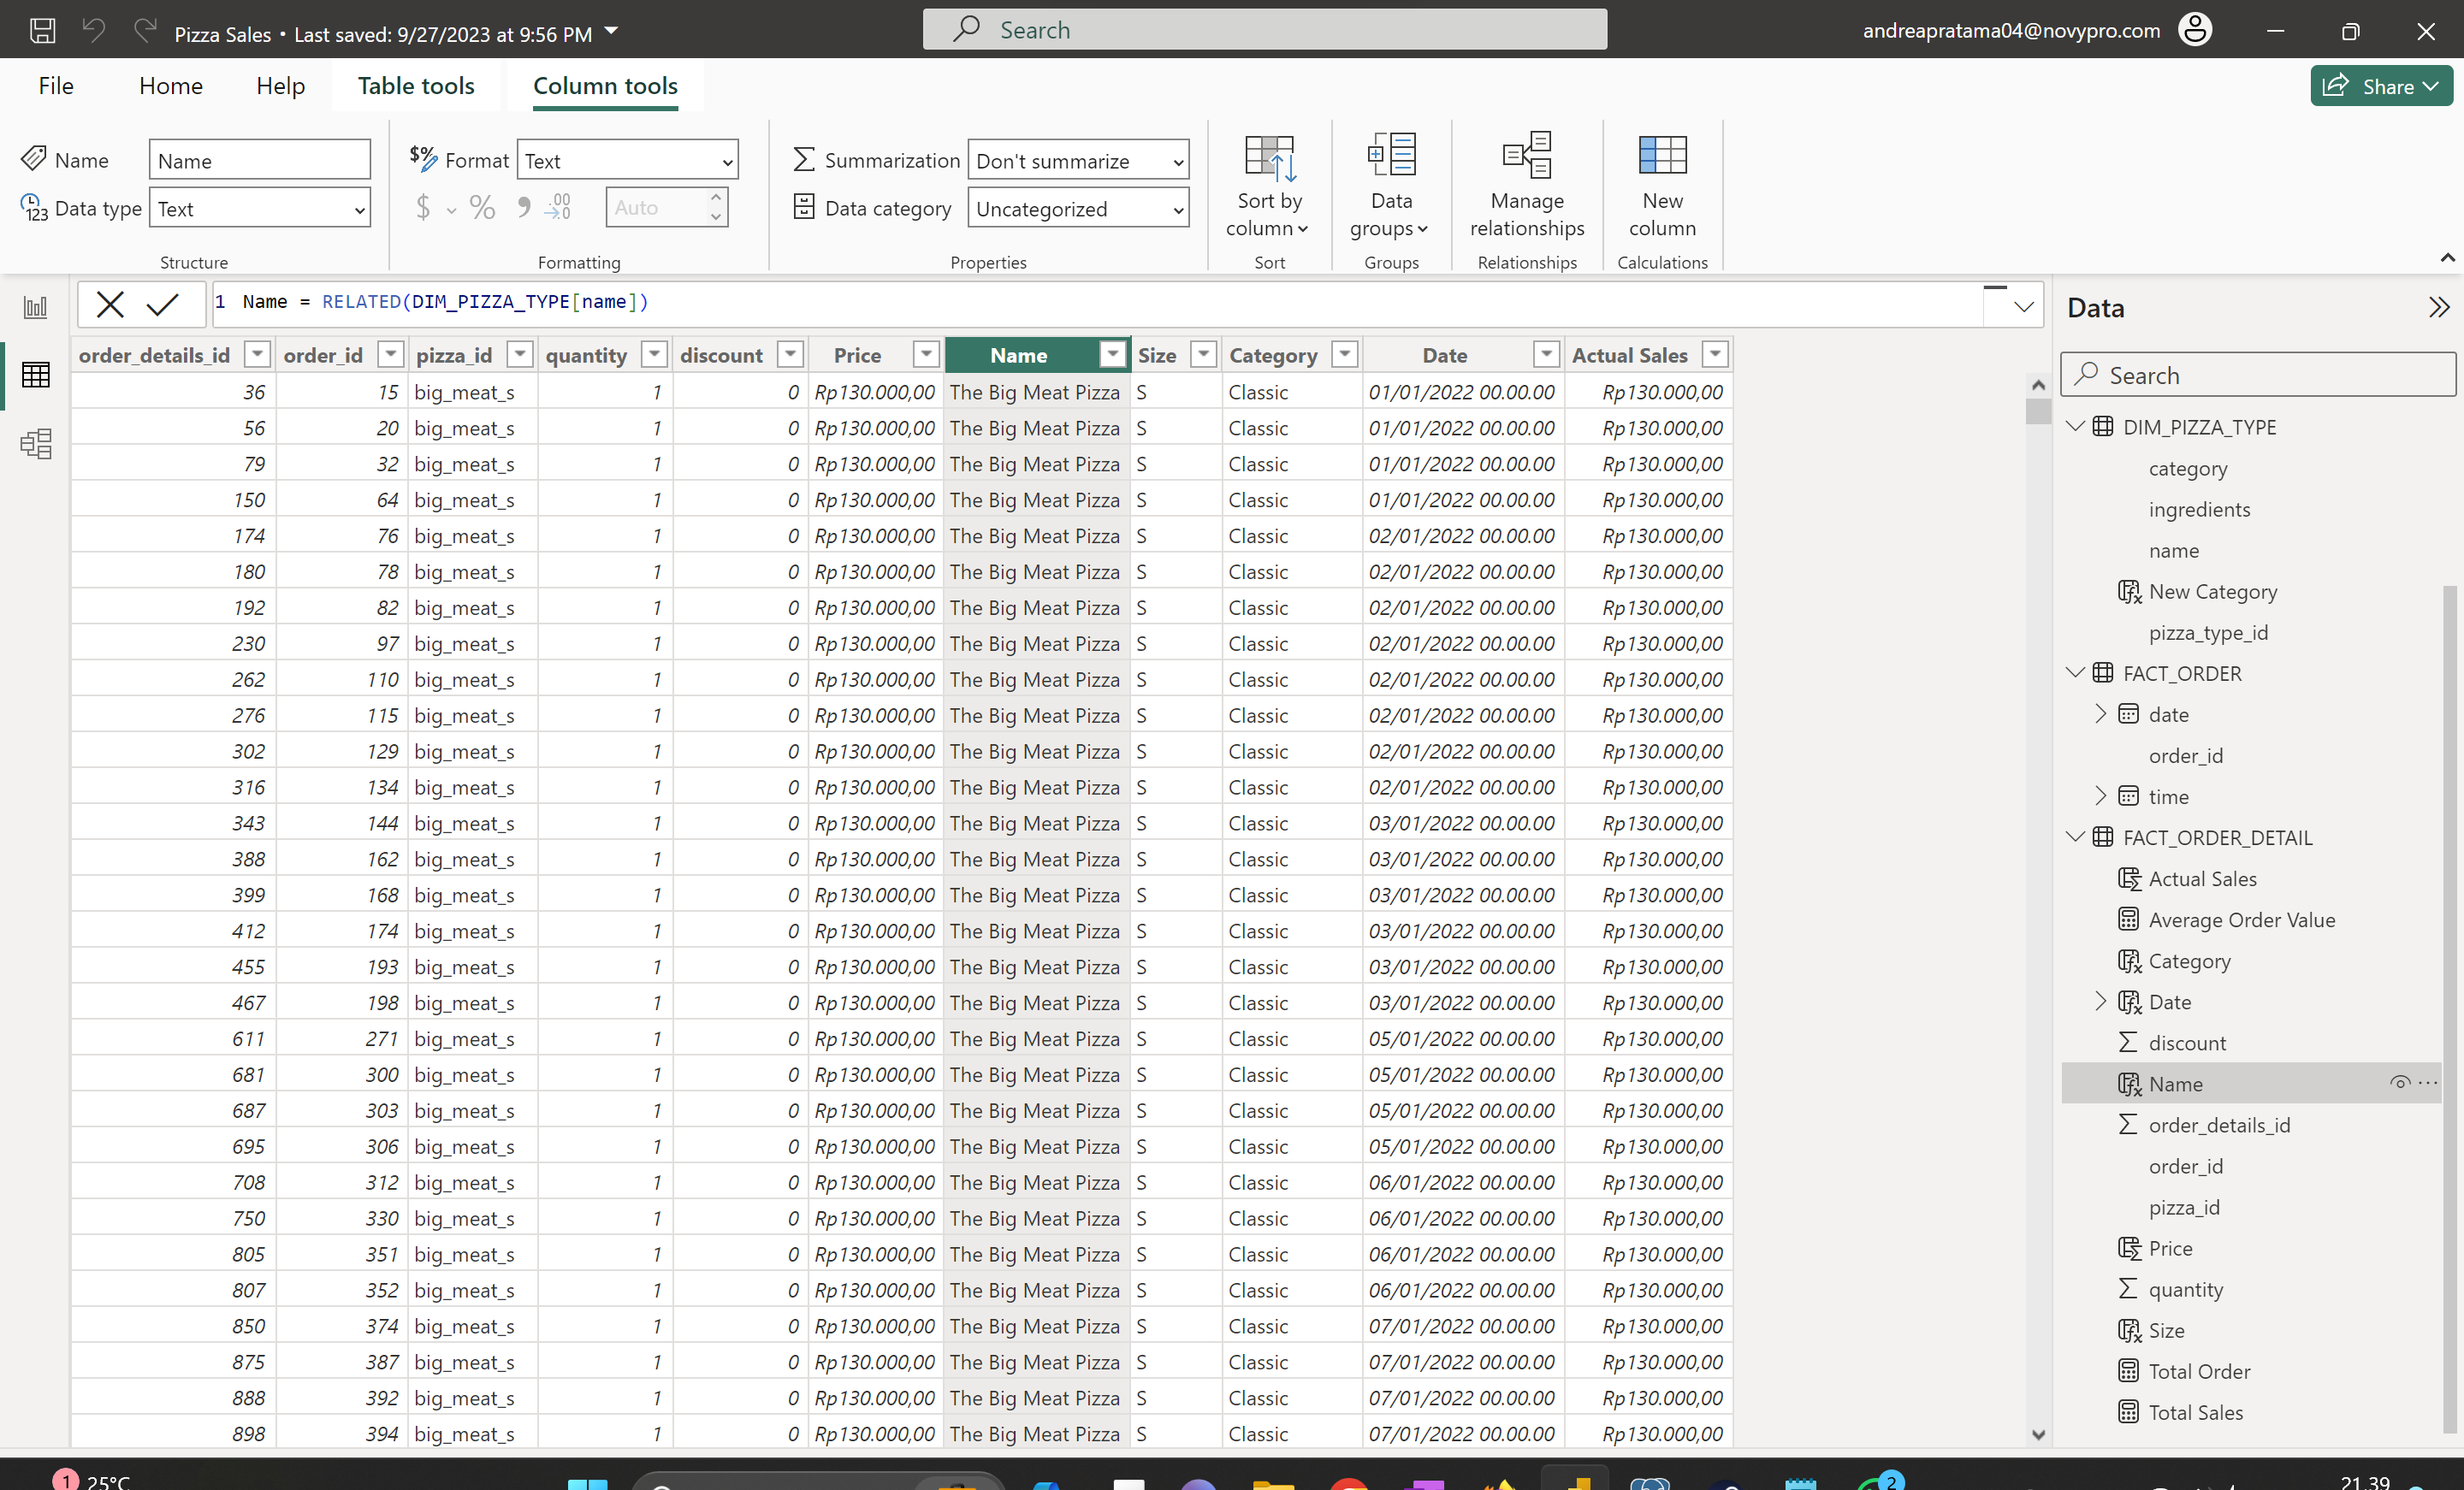 Pizza Sales • Last saved: 9/27/2023 at 9:56 PM
Search
andreapratama04@novypro.com
File Home Help Table tools Column tools
Share
Name Name
Data type Text
Structure
$% Format Text
$ % 9 .00 →.0 Auto
Formatting
Summarization Don't summarize
Data category Uncategorized
Properties
Sort by column
Sort
Data groups
Groups
Manage relationships
Relationships
New column
Calculations
1 Name = RELATED(DIM_PIZZA_TYPE[name])
order_details_id order_id pizza_id quantity discount Price Name Size Category Date Actual Sales
36 15 big_meat_s 1 0 Rp130.000,00 The Big Meat Pizza S Classic 01/01/2022 00.00.00 Rp130.000,00
56 20 big_meat_s 1 0 Rp130.000,00 The Big Meat Pizza S Classic 01/01/2022 00.00.00 Rp130.000,00
79 32 big_meat_s 1 0 Rp130.000,00 The Big Meat Pizza S Classic 01/01/2022 00.00.00 Rp130.000,00
150 64 big_meat_s 1 0 Rp130.000,00 The Big Meat Pizza S Classic 01/01/2022 00.00.00 Rp130.000,00
174 76 big_meat_s 1 0 Rp130.000,00 The Big Meat Pizza S Classic 02/01/2022 00.00.00 Rp130.000,00
180 78 big_meat_s 1 0 Rp130.000,00 The Big Meat Pizza S Classic 02/01/2022 00.00.00 Rp130.000,00
192 82 big_meat_s 1 0 Rp130.000,00 The Big Meat Pizza S Classic 02/01/2022 00.00.00 Rp130.000,00
230 97 big_meat_s 1 0 Rp130.000,00 The Big Meat Pizza S Classic 02/01/2022 00.00.00 Rp130.000,00
262 110 big_meat_s 1 0 Rp130.000,00 The Big Meat Pizza S Classic 02/01/2022 00.00.00 Rp130.000,00
276 115 big_meat_s 1 0 Rp130.000,00 The Big Meat Pizza S Classic 02/01/2022 00.00.00 Rp130.000,00
302 129 big_meat_s 1 0 Rp130.000,00 The Big Meat Pizza S Classic 02/01/2022 00.00.00 Rp130.000,00
316 134 big_meat_s 1 0 Rp130.000,00 The Big Meat Pizza S Classic 02/01/2022 00.00.00 Rp130.000,00
343 144 big_meat_s 1 0 Rp130.000,00 The Big Meat Pizza S Classic 03/01/2022 00.00.00 Rp130.000,00
388 162 big_meat_s 1 0 Rp130.000,00 The Big Meat Pizza S Classic 03/01/2022 00.00.00 Rp130.000,00
399 168 big_meat_s 1 0 Rp130.000,00 The Big Meat Pizza S Classic 03/01/2022 00.00.00 Rp130.000,00
412 174 big_meat_s 1 0 Rp130.000,00 The Big Meat Pizza S Classic 03/01/2022 00.00.00 Rp130.000,00
455 193 big_meat_s 1 0 Rp130.000,00 The Big Meat Pizza S Classic 03/01/2022 00.00.00 Rp130.000,00
467 198 big_meat_s 1 0 Rp130.000,00 The Big Meat Pizza S Classic 03/01/2022 00.00.00 Rp130.000,00
611 271 big_meat_s 1 0 Rp130.000,00 The Big Meat Pizza S Classic 05/01/2022 00.00.00 Rp130.000,00
681 300 big_meat_s 1 0 Rp130.000,00 The Big Meat Pizza S Classic 05/01/2022 00.00.00 Rp130.000,00
687 303 big_meat_s 1 0 Rp130.000,00 The Big Meat Pizza S Classic 05/01/2022 00.00.00 Rp130.000,00
695 306 big_meat_s 1 0 Rp130.000,00 The Big Meat Pizza S Classic 05/01/2022 00.00.00 Rp130.000,00
708 312 big_meat_s 1 0 Rp130.000,00 The Big Meat Pizza S Classic 06/01/2022 00.00.00 Rp130.000,00
750 330 big_meat_s 1 0 Rp130.000,00 The Big Meat Pizza S Classic 06/01/2022 00.00.00 Rp130.000,00
805 351 big_meat_s 1 0 Rp130.000,00 The Big Meat Pizza S Classic 06/01/2022 00.00.00 Rp130.000,00
807 352 big_meat_s 1 0 Rp130.000,00 The Big Meat Pizza S Classic 06/01/2022 00.00.00 Rp130.000,00
850 374 big_meat_s 1 0 Rp130.000,00 The Big Meat Pizza S Classic 07/01/2022 00.00.00 Rp130.000,00
875 387 big_meat_s 1 0 Rp130.000,00 The Big Meat Pizza S Classic 07/01/2022 00.00.00 Rp130.000,00
888 392 big_meat_s 1 0 Rp130.000,00 The Big Meat Pizza S Classic 07/01/2022 00.00.00 Rp130.000,00
898 394 big_meat_s 1 0 Rp130.000,00 The Big Meat Pizza S Classic 07/01/2022 00.00.00 Rp130.000,00
Data
Search
DIM_PIZZA_TYPE
category
ingredients
name
New Category
pizza_type_id
FACT_ORDER
date
order_id
time
FACT_ORDER_DETAIL
Actual Sales
Average Order Value
Category
Date
discount
Name
order_details_id
order_id
pizza_id
Price
quantity
Size
Total Order
Total Sales
1 25°C
2
21.39